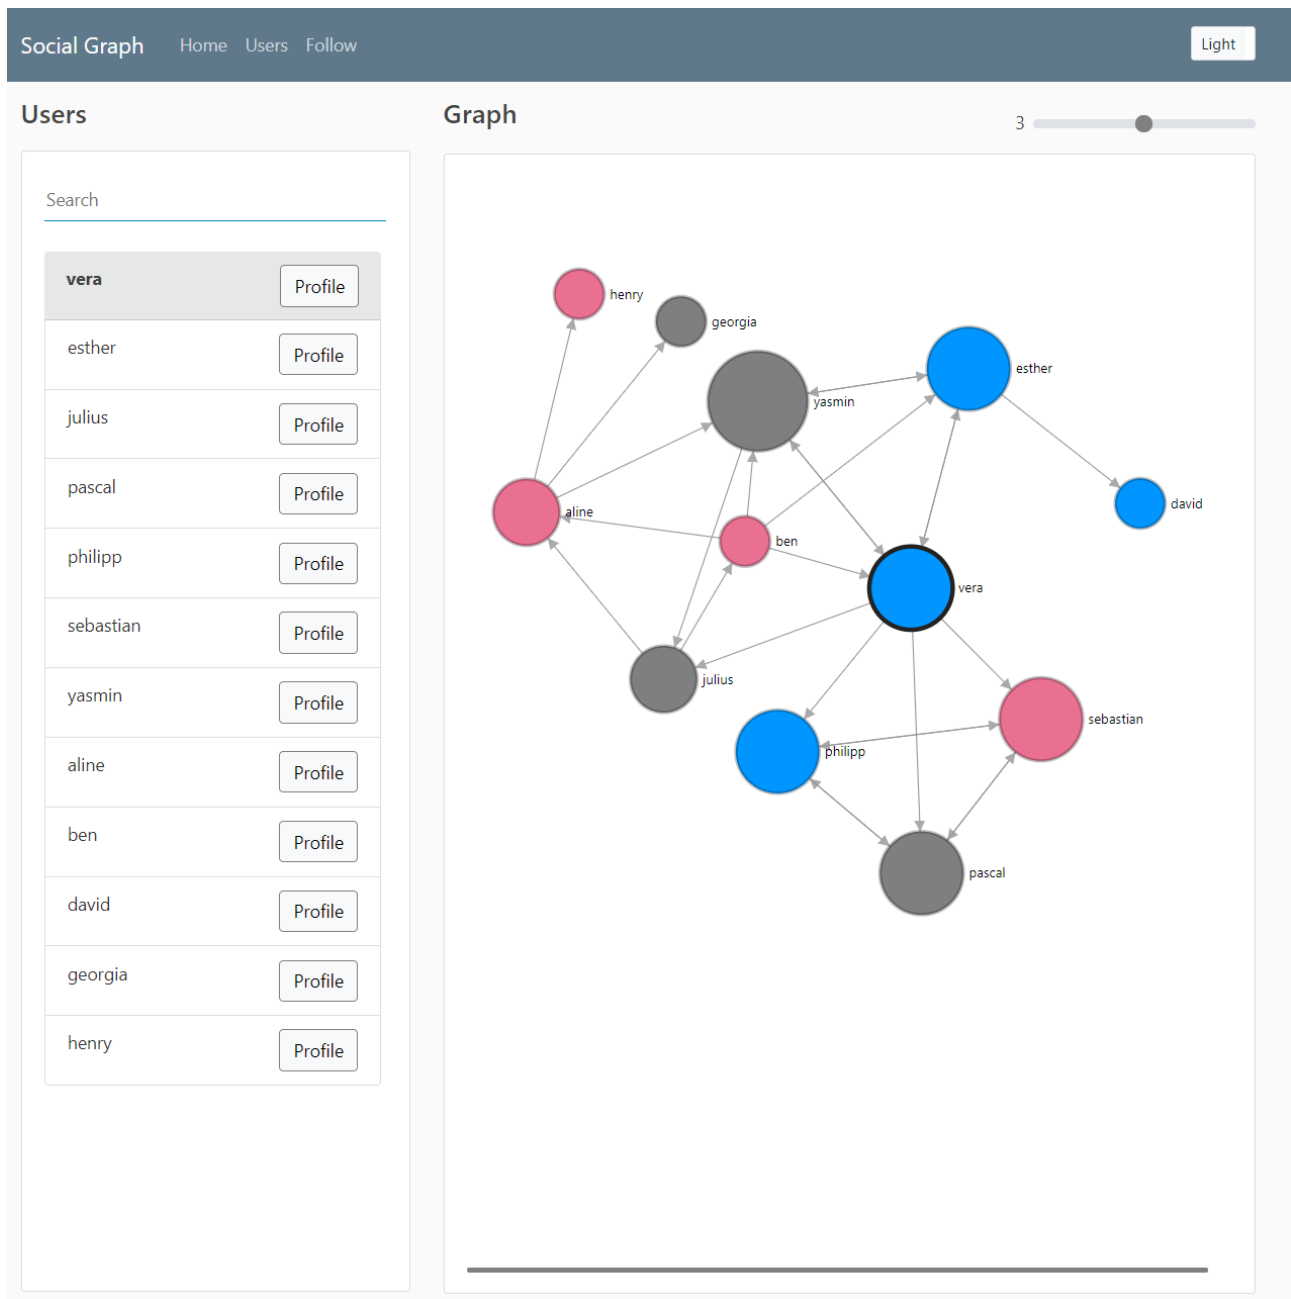 Social Graph Home Users Follow Light
Users
Search
vera Profile
esther Profile
julius Profile
pascal Profile
philipp Profile
sebastian Profile
yasmin Profile
aline Profile
ben Profile
david Profile
georgia Profile
henry Profile
Graph 3
henry
georgia
esther
yasmin
david
aline
ben
vera
julius
sebastian
philipp
pascal